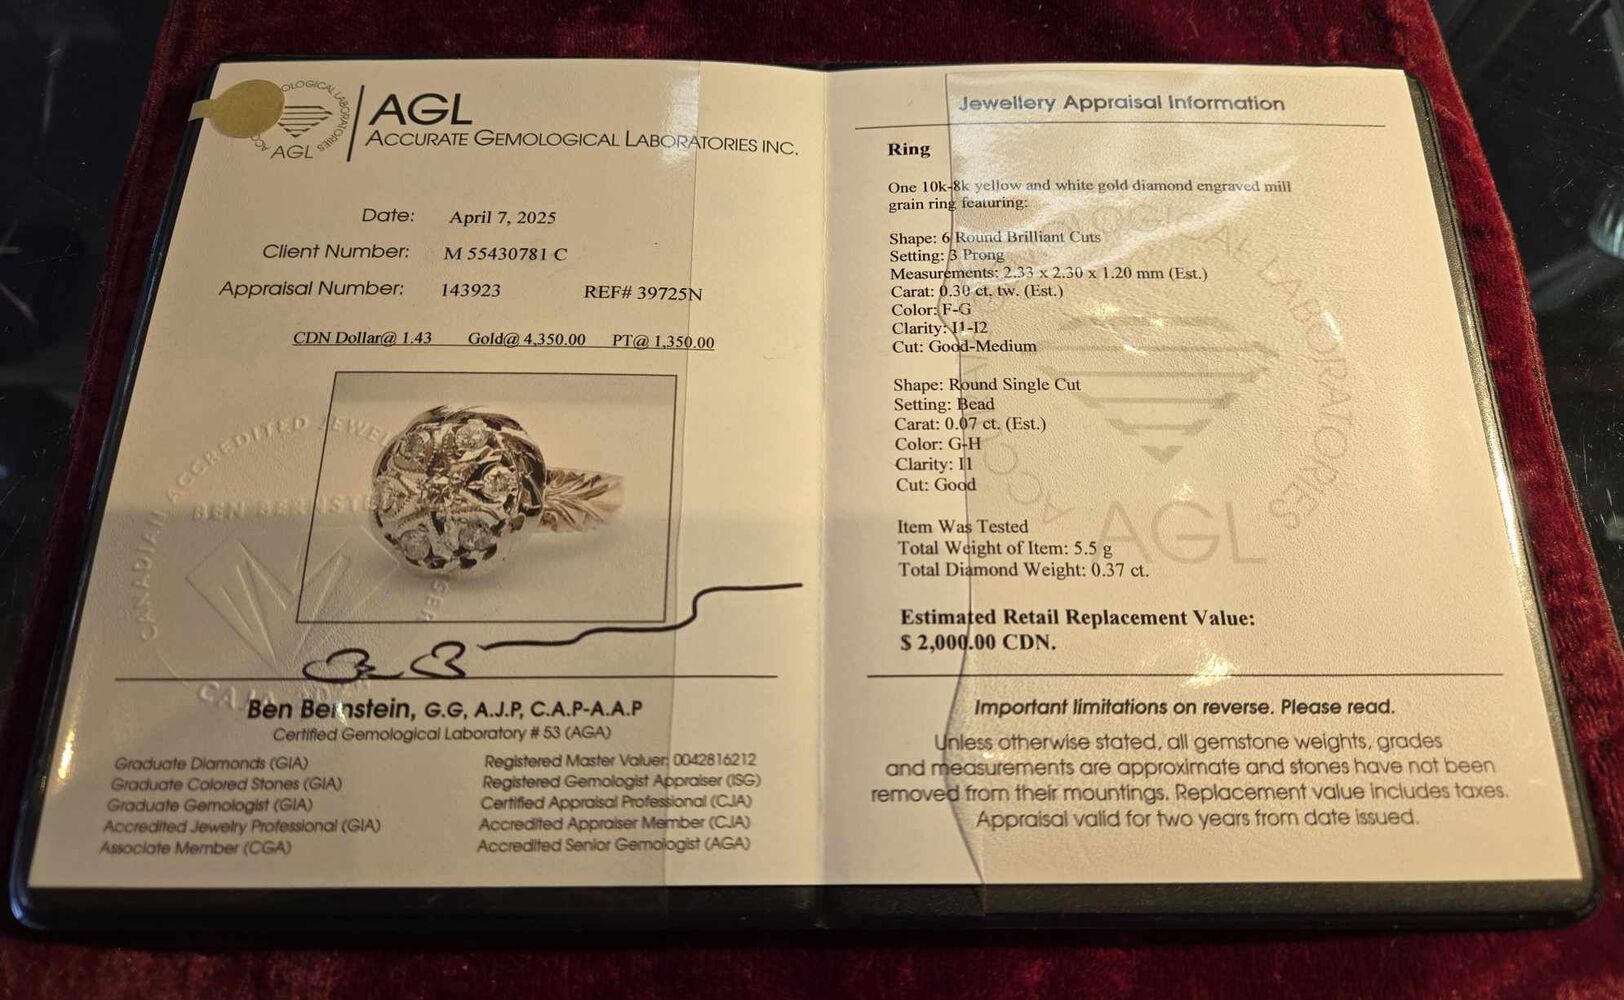 AGL
ACCURATE GEMOLOGICAL LABORATORIES INC.
AGL
Date: April 7, 2025
Client Number: M 55430781 C
Appraisal Number: 143923 REF# 39725N
CDN Dollar@ 1.43 Gold@ 4,350.00 PT@ 1,350.00
CANADIAN ACCREDITED JEWEL
BEN BERNSTEI
Ben Bernstein, G.G, A.J.P, C.A.P-A.A.P
Certified Gemological Laboratory # 53 (AGA)
Graduate Diamonds (GIA)
Graduate Colored Stones (GIA)
Graduate Gemologist (GIA)
Accredited Jewelry Professional (GIA)
Associate Member (CGA)
Registered Master Valuer: 0042816212
Registered Gemologist Appraiser (ISG)
Certified Appraisal Professional (CJA)
Accredited Appraiser Member (CJA)
Accredited Senior Gemologist (AGA)
Jewellery Appraisal Information
Ring
One 10k-8k yellow and white gold diamond engraved mill
grain ring featuring:
Shape: 6 Round Brilliant Cuts
Setting: 3 Prong
Measurements: 2.33 x 2.30 x 1.20 mm (Est.)
Carat: 0.30 ct. tw. (Est.)
Color: F-G
Clarity: I1-I2
Cut: Good-Medium
Shape: Round Single Cut
Setting: Bead
Carat: 0.07 ct. (Est.)
Color: G-H
Clarity: I1
Cut: Good
Item Was Tested
Total Weight of Item: 5.5 g
Total Diamond Weight: 0.37 ct.
Estimated Retail Replacement Value:
$ 2,000.00 CDN.
AGL
Important limitations on reverse. Please read.
Unless otherwise stated, all gemstone weights, grades
and measurements are approximate and stones have not been
removed from their mountings. Replacement value includes taxes.
Appraisal valid for two years from date issued.